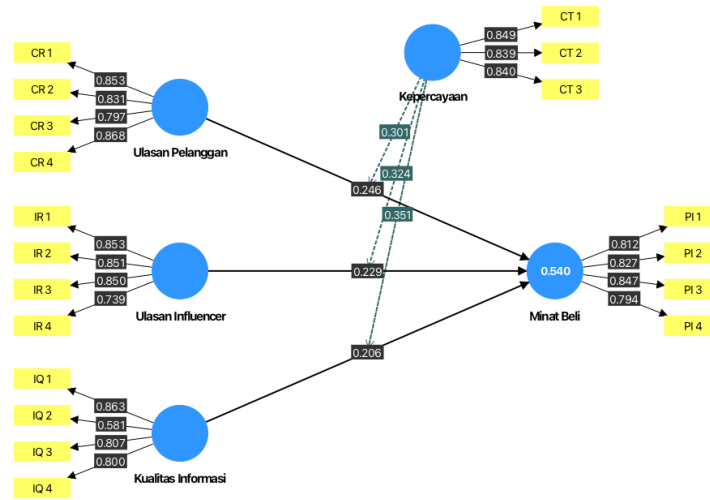 CR 1
CR 2
CR 3
CR 4
0.853
0.831
0.797
0.868
Ulasan Pelanggan
CT 1
CT 2
CT 3
0.849
0.839
0.840
Kepercayaan
0.301
0.324
0.351
0.246
0.229
0.206
IR 1
IR 2
IR 3
IR 4
0.853
0.851
0.850
0.739
Ulasan Influencer
0.540
Minat Beli
0.812
0.827
0.847
0.794
PI 1
PI 2
PI 3
PI 4
IQ 1
IQ 2
IQ 3
IQ 4
0.863
0.581
0.807
0.800
Kualitas Informasi